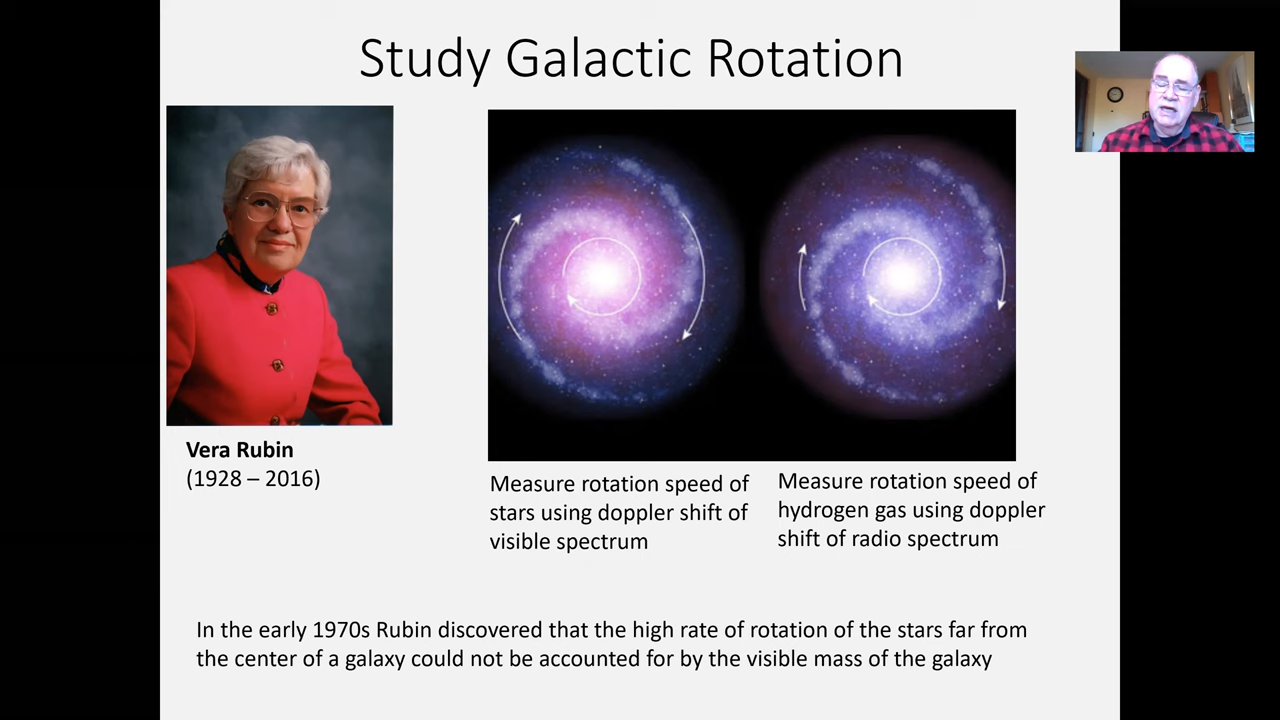 Study Galactic Rotation
Vera Rubin
(1928 – 2016)
Measure rotation speed of
stars using doppler shift of
visible spectrum
Measure rotation speed of
hydrogen gas using doppler
shift of radio spectrum
In the early 1970s Rubin discovered that the high rate of rotation of the stars far from
the center of a galaxy could not be accounted for by the visible mass of the galaxy